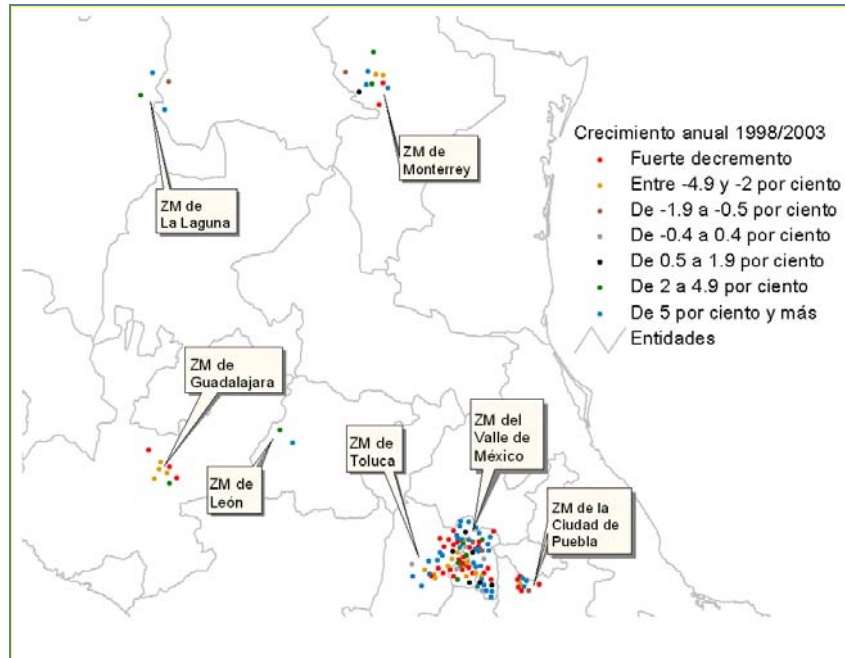 ZM de
Monterrey
ZM de
La Laguna
Crecimiento anual 1998/2003
Fuerte decremento
Entre -4.9 y -2 por ciento
De -1.9 a -0.5 por ciento
De -0.4 a 0.4 por ciento
De 0.5 a 1.9 por ciento
De 2 a 4.9 por ciento
De 5 por ciento y más
Entidades
ZM de
Guadalajara
ZM de
León
ZM de
Toluca
ZM del
Valle de
México
ZM de la
Ciudad de
Puebla